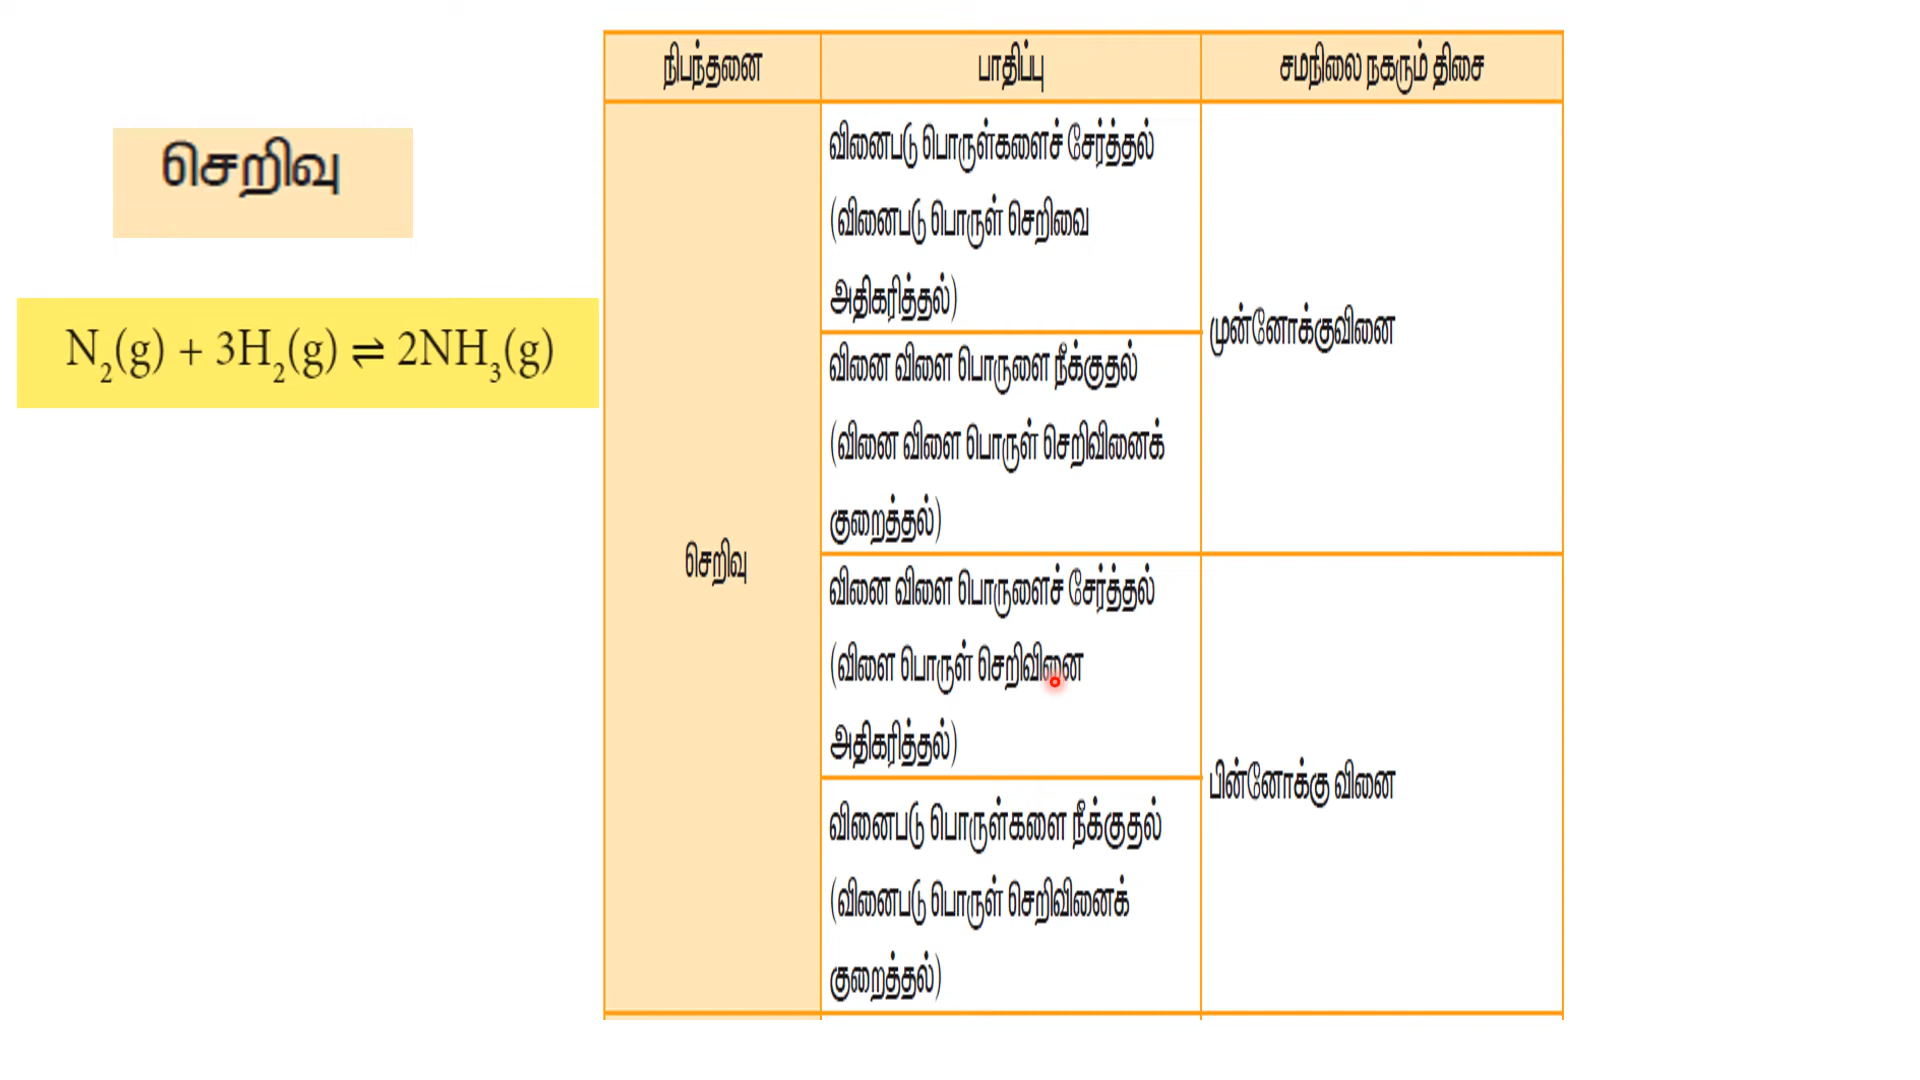 செறிவு
N₂(g) + 3H₂(g) ⇌ 2NH₃(g)
நிபந்தனை
பாதிப்பு
சமநிலை நகரும் திசை
செறிவு
வினைபடு பொருள்களைச் சேர்த்தல்
(வினைபடு பொருள் செறிவை
அதிகரித்தல்)
வினை விளை பொருளை நீக்குதல்
(வினை விளை பொருள் செறிவினைக்
குறைத்தல்)
முன்னோக்குவினை
வினை விளை பொருளைச் சேர்த்தல்
(விளை பொருள் செறிவினை
அதிகரித்தல்)
வினைபடு பொருள்களை நீக்குதல்
(வினைபடு பொருள் செறிவினைக்
குறைத்தல்)
பின்னோக்கு வினை